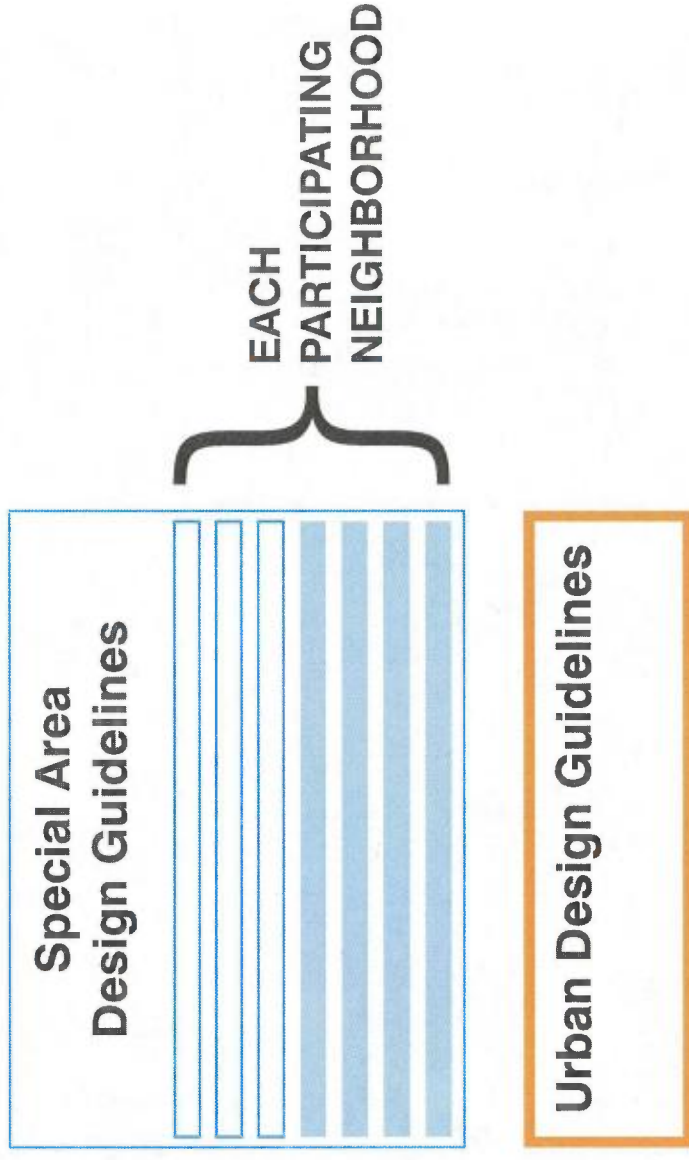 Special Area
Design Guidelines
EACH
PARTICIPATING
NEIGHBORHOOD
Urban Design Guidelines